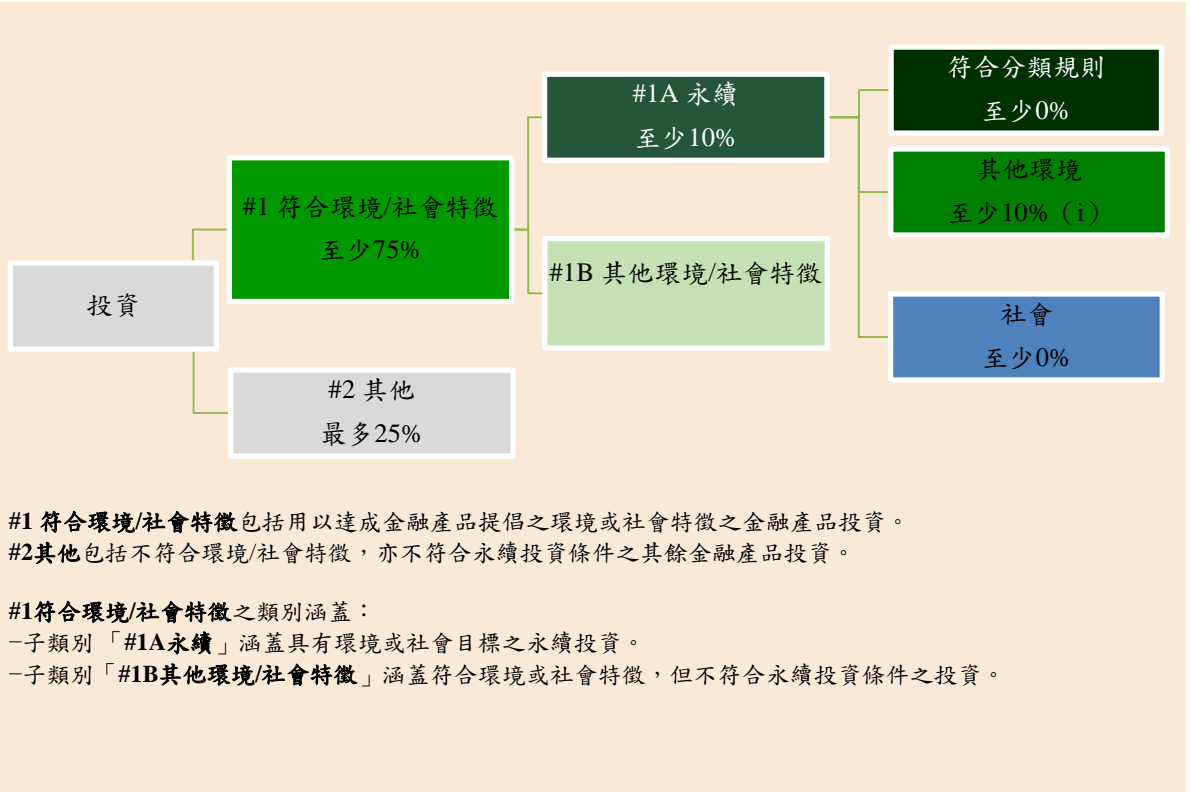 投資
#1 符合環境/社會特徵
至少75%
#2 其他
最多25%
#1A 永續
至少10%
#1B 其他環境/社會特徵
符合分類規則
至少0%
其他環境
至少10%（i）
社會
至少0%
#1 符合環境/社會特徵包括用以達成金融產品提倡之環境或社會特徵之金融產品投資。
#2其他包括不符合環境/社會特徵，亦不符合永續投資條件之其餘金融產品投資。
#1符合環境/社會特徵之類別涵蓋：
–子類別「#1A永續」涵蓋具有環境或社會目標之永續投資。
–子類別「#1B其他環境/社會特徵」涵蓋符合環境或社會特徵，但不符合永續投資條件之投資。